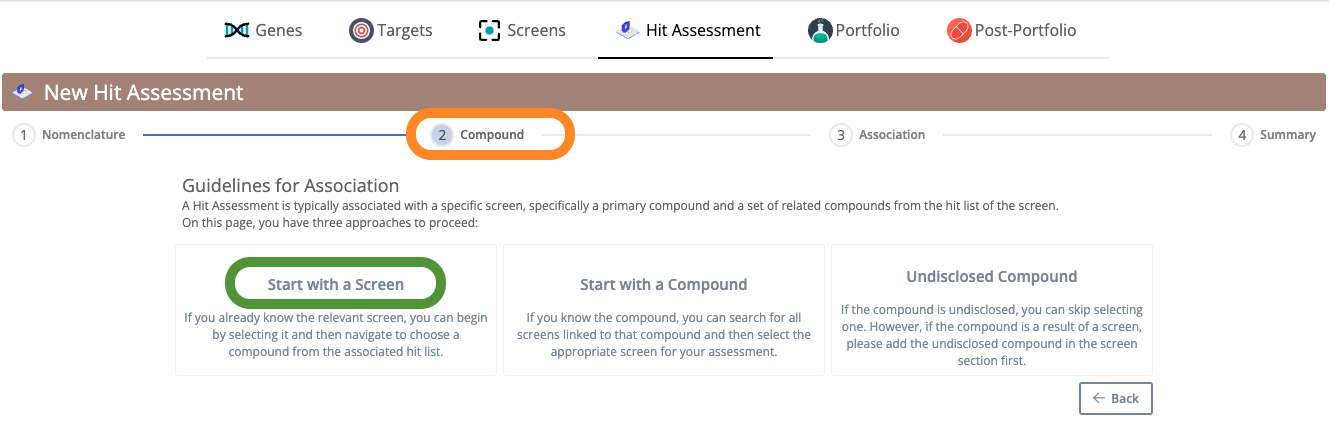 Genes Targets Screens Hit Assessment Portfolio Post-Portfolio
New Hit Assessment
1 Nomenclature 2 Compound 3 Association 4 Summary
Guidelines for Association
A Hit Assessment is typically associated with a specific screen, specifically a primary compound and a set of related compounds from the hit list of the screen.
On this page, you have three approaches to proceed:
Start with a Screen
If you already know the relevant screen, you can begin
by selecting it and then navigate to choose a
compound from the associated hit list.
Start with a Compound
If you know the compound, you can search for all
screens linked to that compound and then select the
appropriate screen for your assessment.
Undisclosed Compound
If the compound is undisclosed, you can skip selecting
one. However, if the compound is a result of a screen,
please add the undisclosed compound in the screen
section first.
← Back